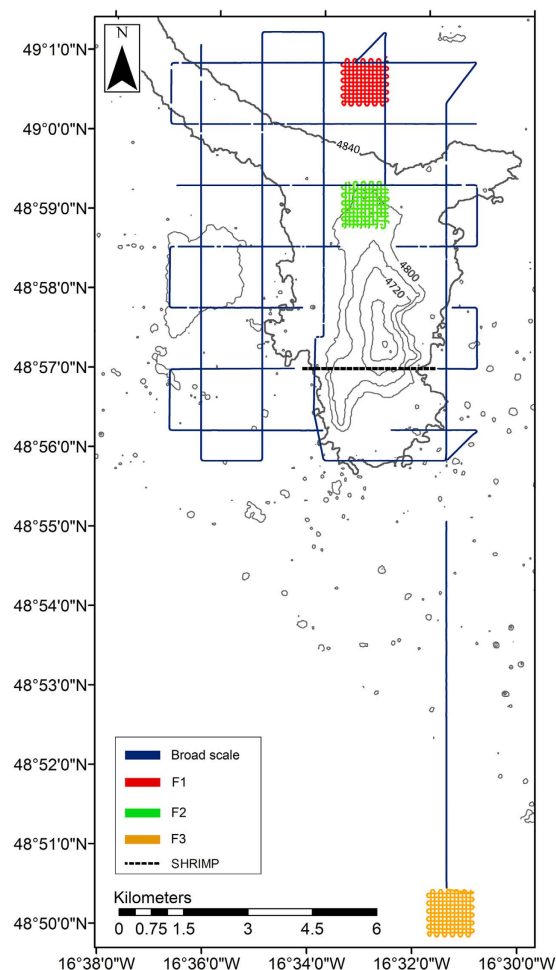 N
49°1'0"N
49°0'0"N
48°59'0"N
48°58'0"N
48°57'0"N
48°56'0"N
48°55'0"N
48°54'0"N
48°53'0"N
48°52'0"N
48°51'0"N
48°50'0"N
4840
4800
4720
Broad scale
F1
F2
F3
SHRIMP
Kilometers
0 0.75 1.5 3 4.5 6
16°38'0"W 16°36'0"W 16°34'0"W 16°32'0"W 16°30'0"W